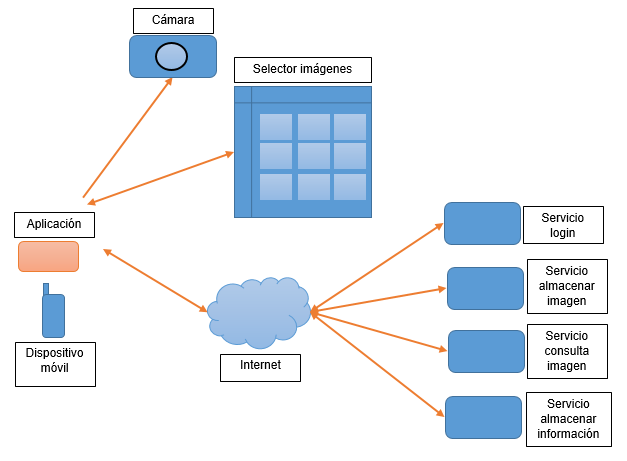 Cámara
Selector imágenes
Aplicación
Dispositivo
móvil
Internet
Servicio
login
Servicio
almacenar
imagen
Servicio
consulta
imagen
Servicio
almacenar
información